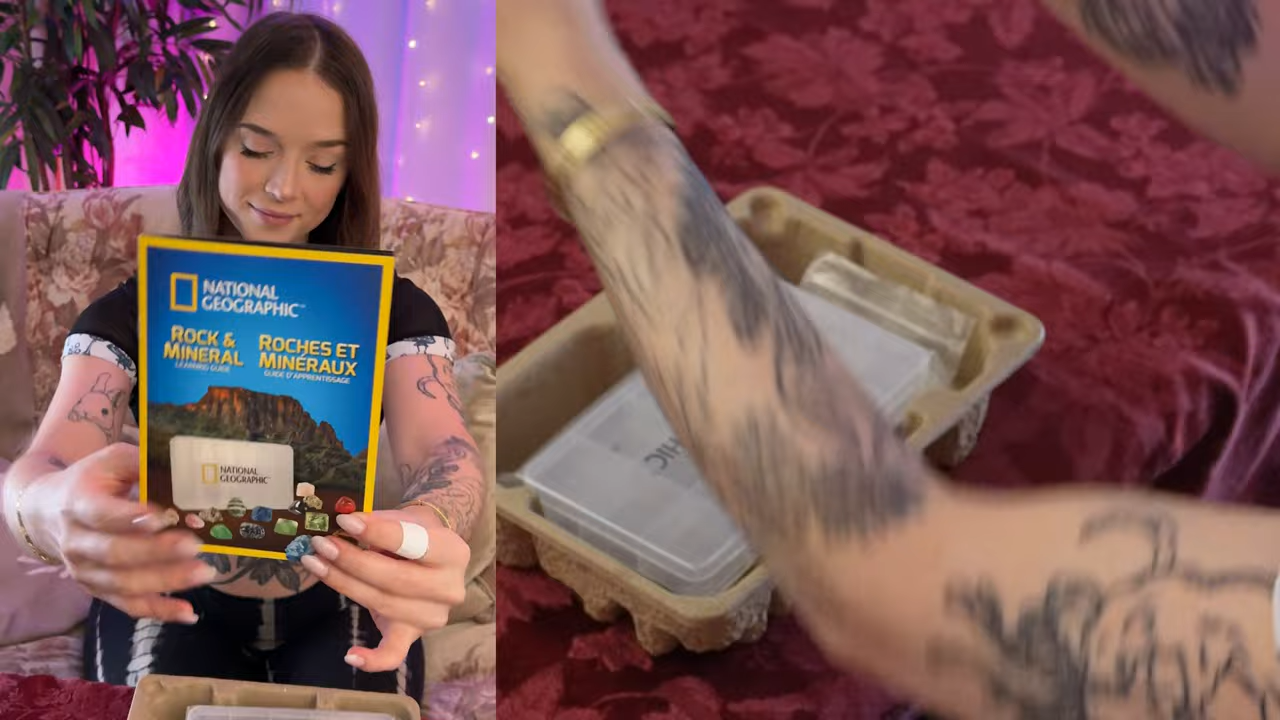 NATIONAL
GEOGRAPHIC
ROCK &
MINERAL
LEARNING GUIDE
ROCHES ET
MINÉRAUX
GUIDE D'APPRENTISSAGE
NATIONAL
GEOGRAPHIC